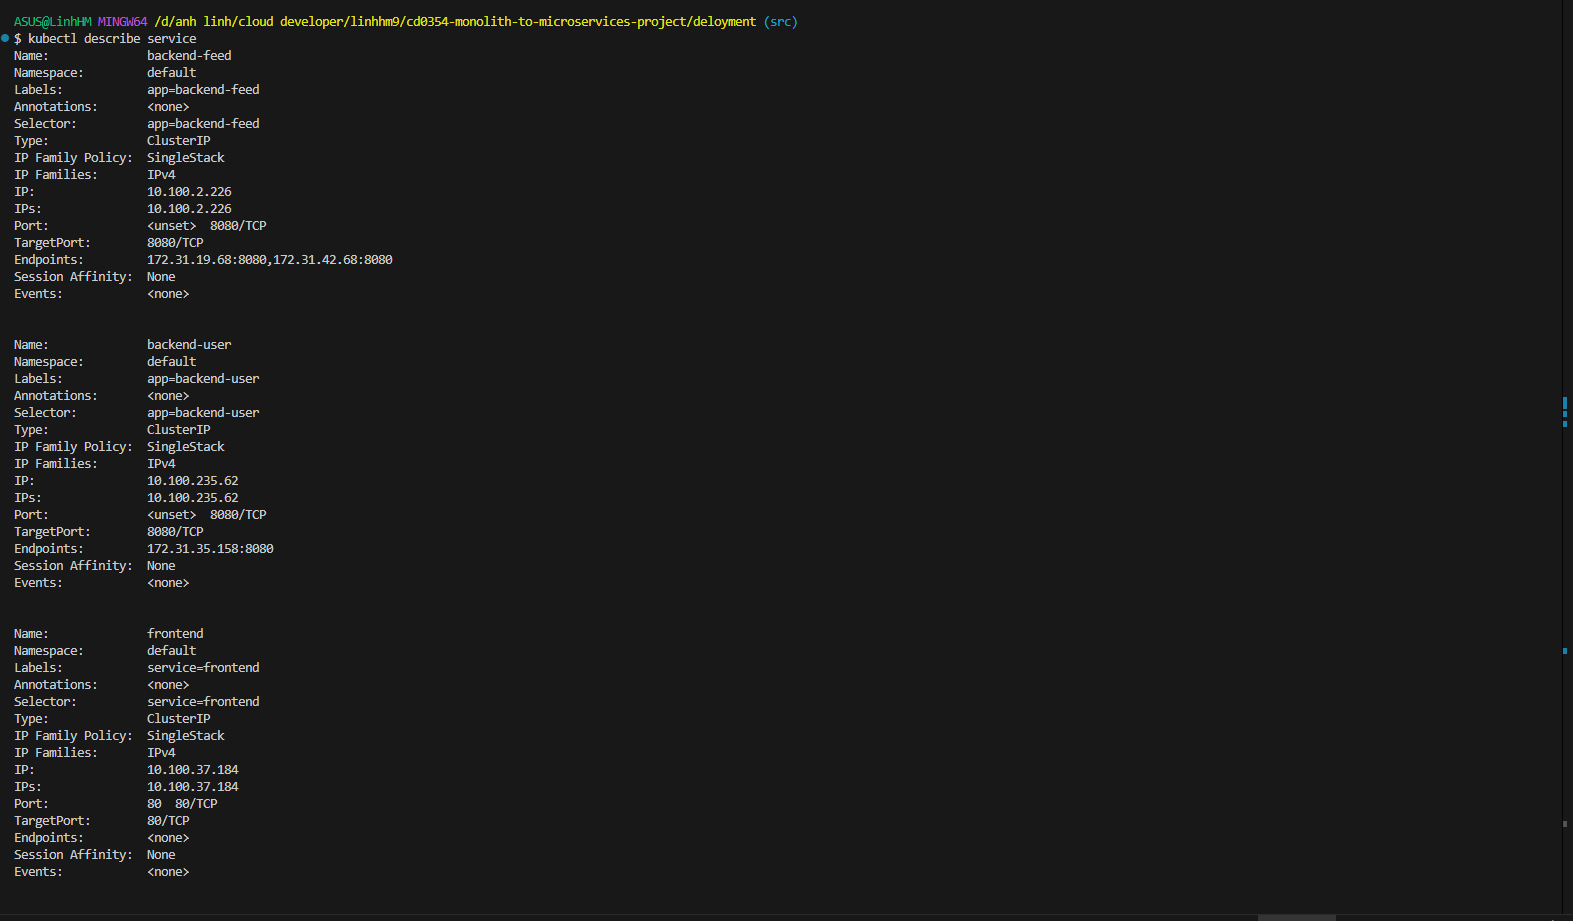 ASUS@LinhHM MINGW64 /d/anh linh/cloud developer/linhhm9/cd0354-monolith-to-microservices-project/deloyment (src)
$ kubectl describe service
Name:              backend-feed
Namespace:         default
Labels:            app=backend-feed
Annotations:       <none>
Selector:          app=backend-feed
Type:              ClusterIP
IP Family Policy:  SingleStack
IP Families:       IPv4
IP:                10.100.2.226
IPs:               10.100.2.226
Port:              <unset>  8080/TCP
TargetPort:        8080/TCP
Endpoints:         172.31.19.68:8080,172.31.42.68:8080
Session Affinity:  None
Events:            <none>
Name:              backend-user
Namespace:         default
Labels:            app=backend-user
Annotations:       <none>
Selector:          app=backend-user
Type:              ClusterIP
IP Family Policy:  SingleStack
IP Families:       IPv4
IP:                10.100.235.62
IPs:               10.100.235.62
Port:              <unset>  8080/TCP
TargetPort:        8080/TCP
Endpoints:         172.31.35.158:8080
Session Affinity:  None
Events:            <none>
Name:              frontend
Namespace:         default
Labels:            service=frontend
Annotations:       <none>
Selector:          service=frontend
Type:              ClusterIP
IP Family Policy:  SingleStack
IP Families:       IPv4
IP:                10.100.37.184
IPs:               10.100.37.184
Port:              80  80/TCP
TargetPort:        80/TCP
Endpoints:         <none>
Session Affinity:  None
Events:            <none>